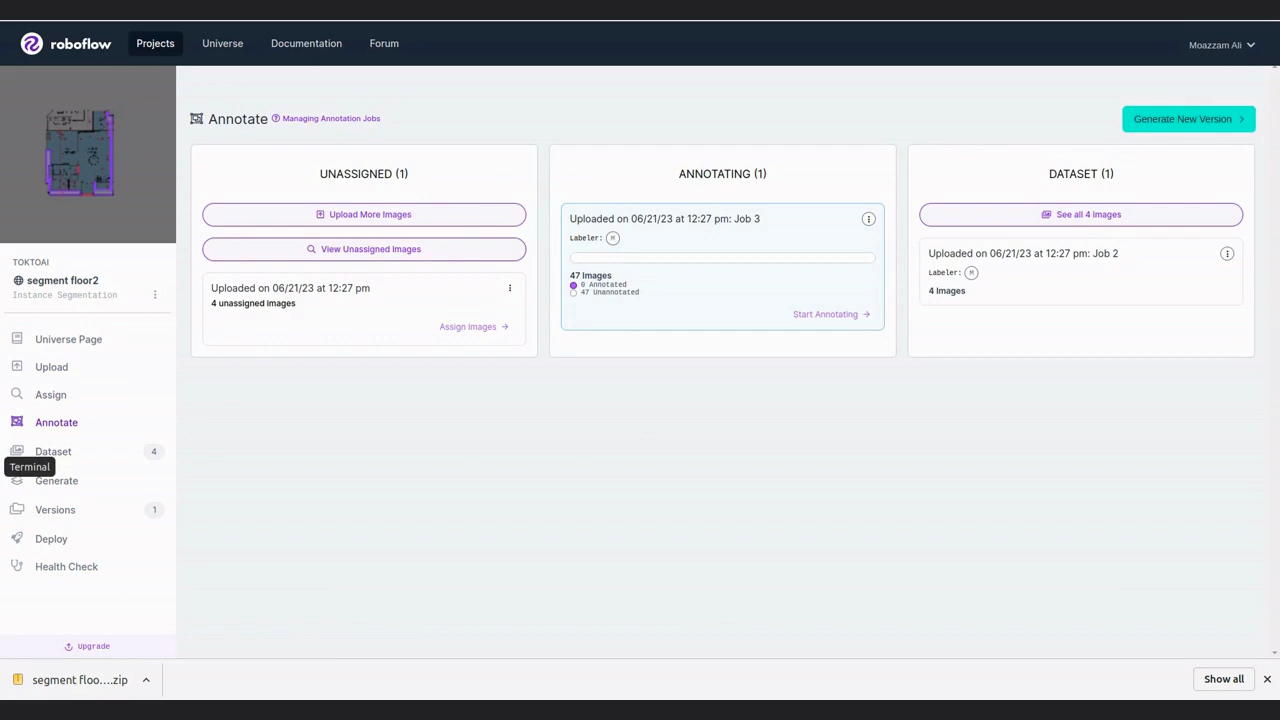 roboflow
Projects
Universe
Documentation
Forum
Moazzam Ali
Annotate
Managing Annotation Jobs
Generate New Version
UNASSIGNED (1)
Upload More Images
View Unassigned Images
Uploaded on 06/21/23 at 12:27 pm
4 unassigned images
Assign Images
ANNOTATING (1)
Uploaded on 06/21/23 at 12:27 pm: Job 3
Labeler: M
47 Images
0 Annotated
47 Unannotated
Start Annotating
DATASET (1)
See all 4 Images
Uploaded on 06/21/23 at 12:27 pm: Job 2
Labeler: M
4 Images
TOKTOAI
segment floor2
Instance Segmentation
Universe Page
Upload
Assign
Annotate
Dataset 4
Terminal
Generate
Versions 1
Deploy
Health Check
Upgrade
segment floo....zip
Show all